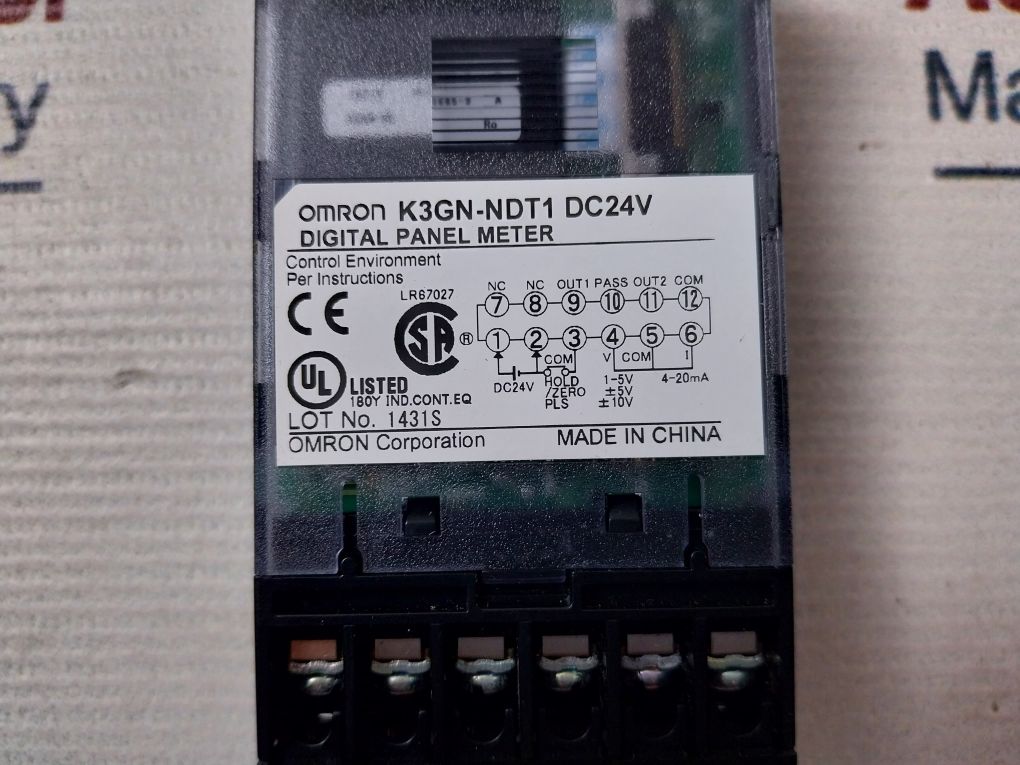 y
Ma
A
Ro
OMRON K3GN-NDT1 DC24V
DIGITAL PANEL METER
Control Environment
Per Instructions
CE
LR67027
SA ®
NC NC OUT1 PASS OUT2 COM
7 8 9 10 11 12
1 2 3 4 5 6
COM V COM I
DC24V HOLD 1-5V 4-20mA
/ZERO ±5V
PLS ±10V
UL LISTED
180Y IND.CONT.EQ
LOT No. 1431S
OMRON Corporation MADE IN CHINA